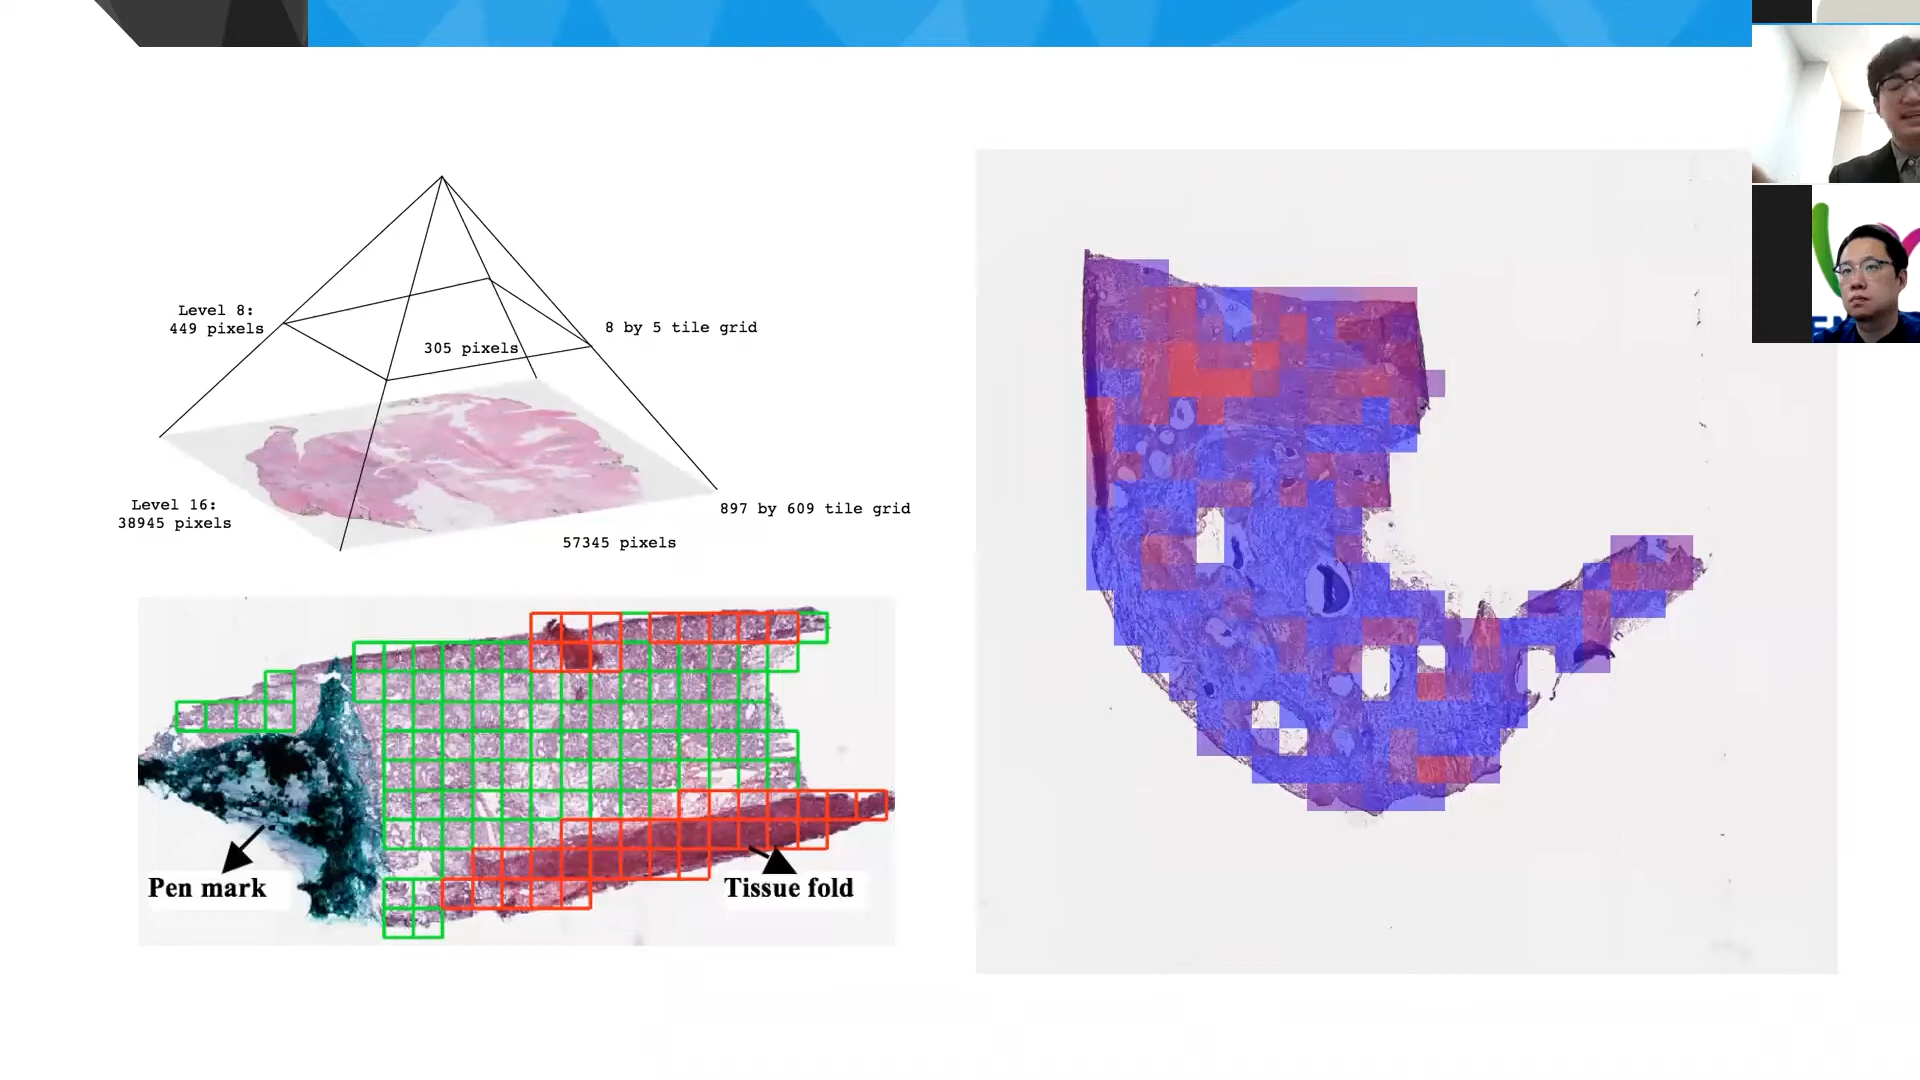 Level 8:
449 pixels
305 pixels
8 by 5 tile grid
Level 16:
38945 pixels
897 by 609 tile grid
57345 pixels
Pen mark
Tissue fold